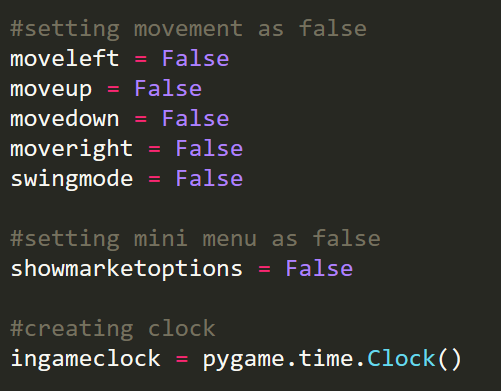 #setting movement as false
moveleft = False
moveup = False
movedown = False
moveright = False
swingmode = False
#setting mini menu as false
showmarketoptions = False
#creating clock
ingameclock = pygame.time.Clock()